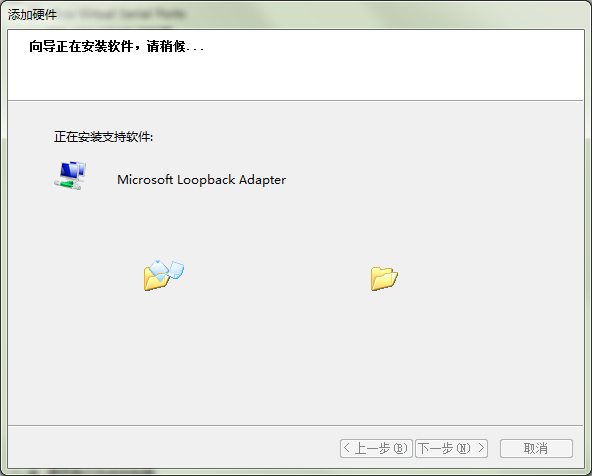 添加硬件
向导正在安装软件，请稍候...
正在安装支持软件:
Microsoft Loopback Adapter
< 上一步(B)
下一步(N) >
取消